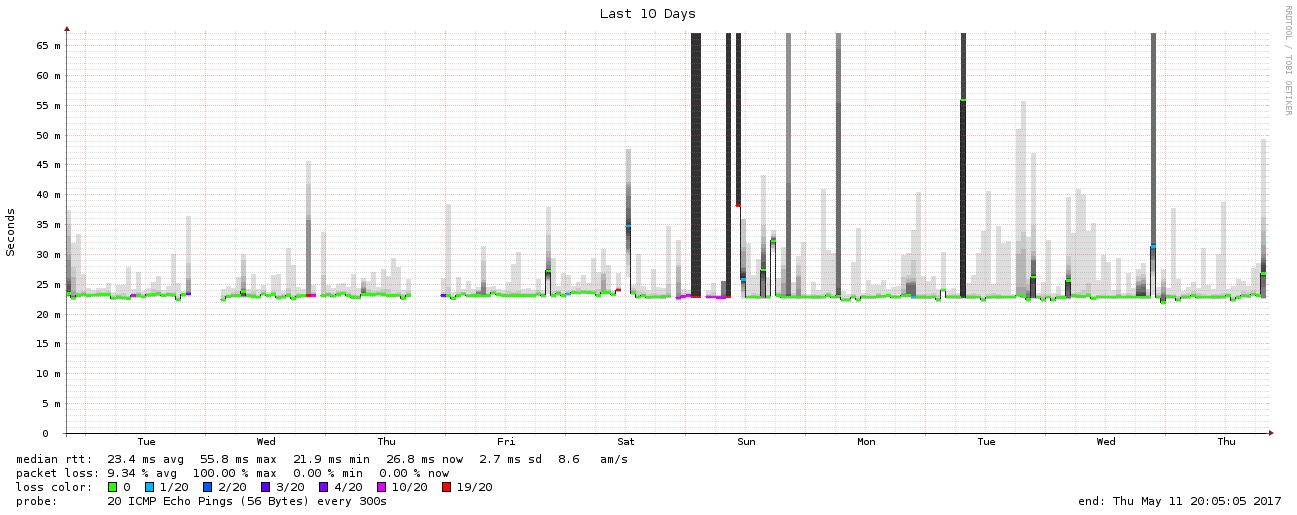 Last 10 Days
RRDTOOL / TOBI OETIKER
Seconds
65 m
60 m
55 m
50 m
45 m
40 m
35 m
30 m
25 m
20 m
15 m
10 m
5 m
0
Tue Wed Thu Fri Sat Sun Mon Tue Wed Thu
median rtt: 23.4 ms avg 55.8 ms max 21.9 ms min 26.8 ms now 2.7 ms sd 8.6 am/s
packet loss: 9.34 % avg 100.00 % max 0.00 % min 0.00 % now
loss color: 0 1/20 2/20 3/20 4/20 10/20 19/20
probe: 20 ICMP Echo Pings (56 Bytes) every 300s end: Thu May 11 20:05:05 2017